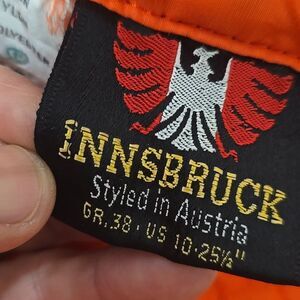 iNNSBRUCK
Styled in Austria
GR.38·US 10·25½"